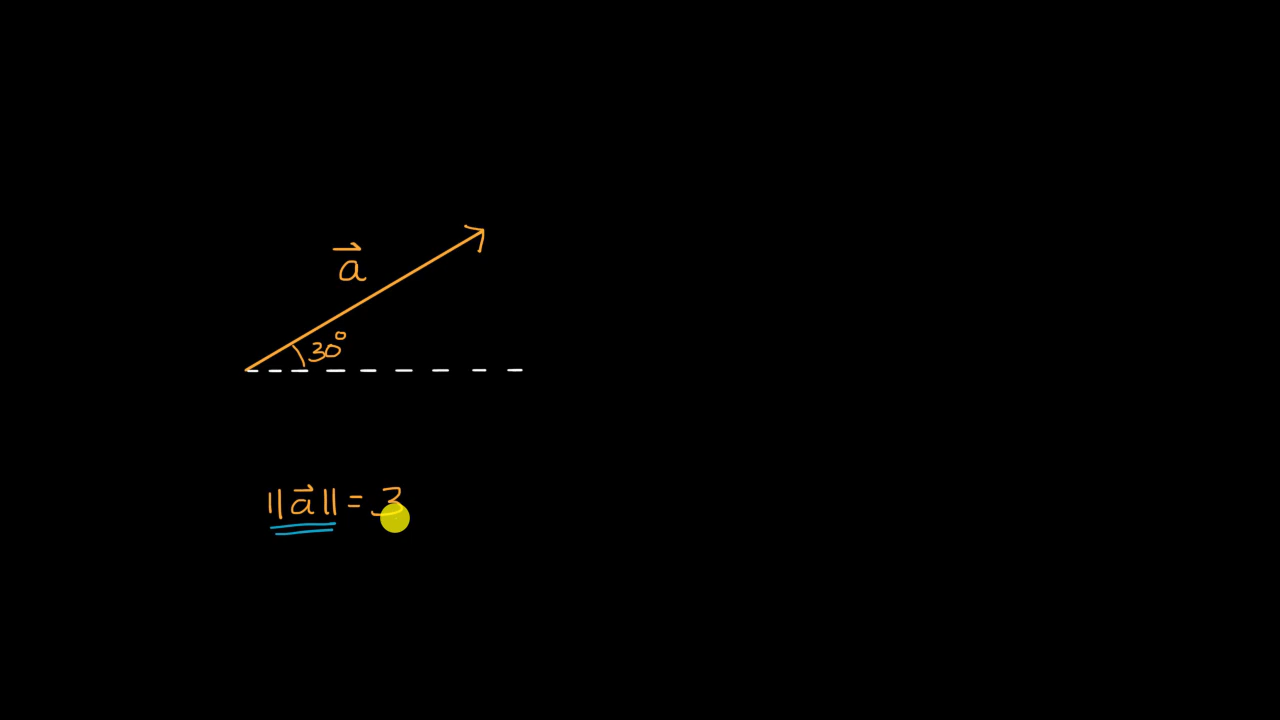 a⃗
30°
||a⃗|| = 3